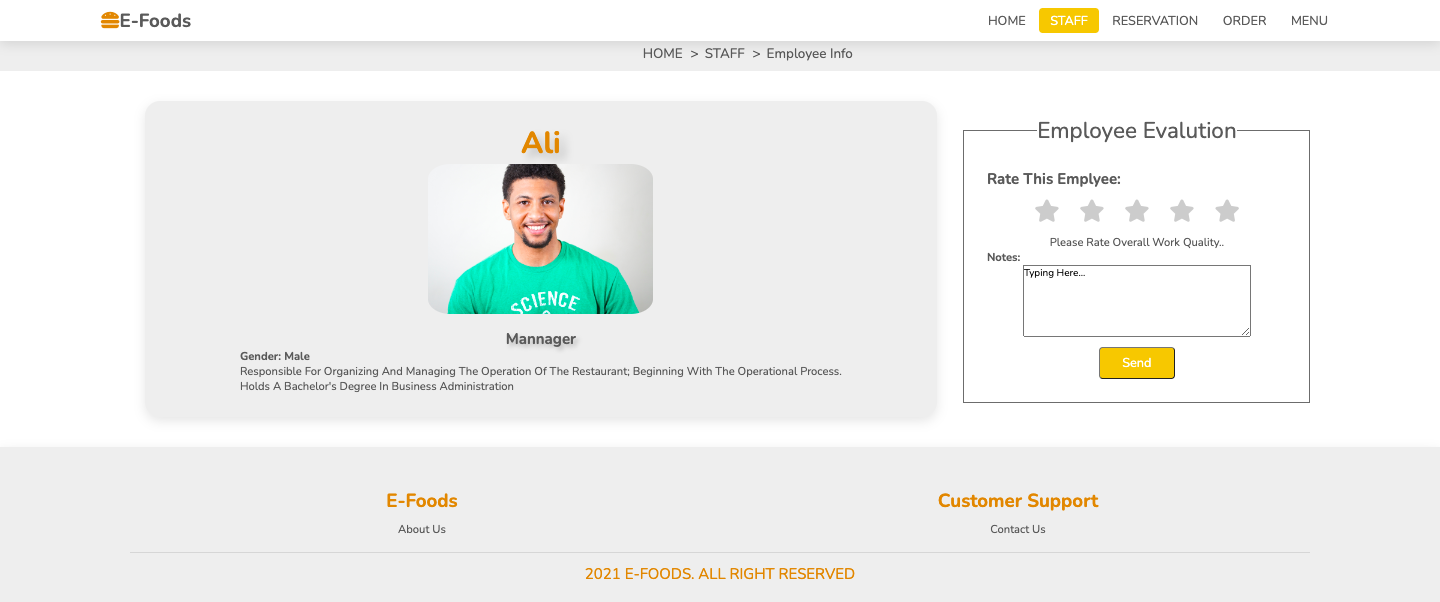 E-Foods
HOME STAFF RESERVATION ORDER MENU
HOME > STAFF > Employee Info
Ali
SCIENCE
Mannager
Gender: Male
Responsible For Organizing And Managing The Operation Of The Restaurant; Beginning With The Operational Process.
Holds A Bachelor's Degree In Business Administration
Employee Evalution
Rate This Emplyee:
Please Rate Overall Work Quality..
Notes:
Typing Here...
Send
E-Foods
About Us
Customer Support
Contact Us
2021 E-FOODS. ALL RIGHT RESERVED